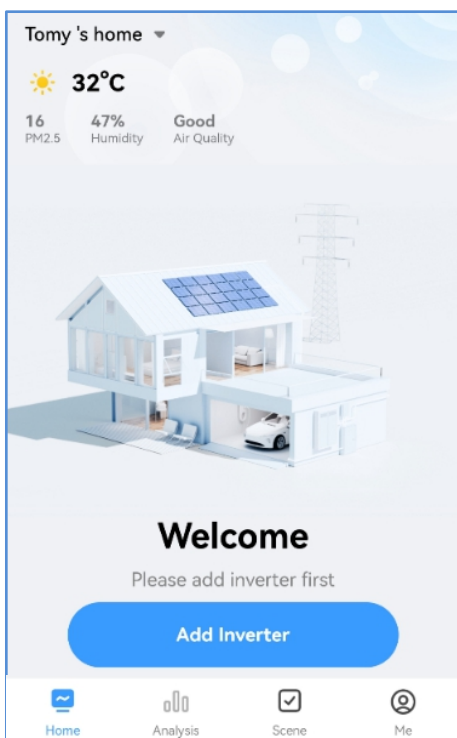 Tomy 's home
32°C
16 47% Good
PM2.5 Humidity Air Quality
Welcome
Please add inverter first
Add Inverter
Home Analysis Scene Me